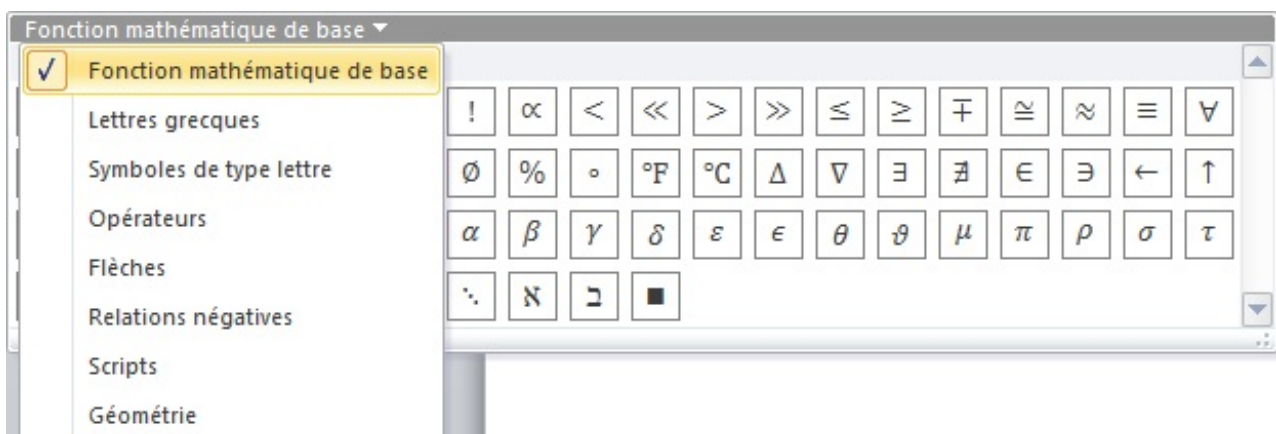 Fonction mathématique de base
Fonction mathématique de base
Lettres grecques
! ∝ < ≪ > ≫ ≤ ≥ ∓ ≅ ≈ ≡ ∀
Symboles de type lettre
∅ % ∘ °F °C ∆ ∇ ∃ ∄ ∈ ∋ ← ↑
Opérateurs
α β γ δ ε ϵ θ ϑ μ π ρ σ τ
Flèches
⋱ ℵ ℶ ■
Relations négatives
Scripts
Géométrie